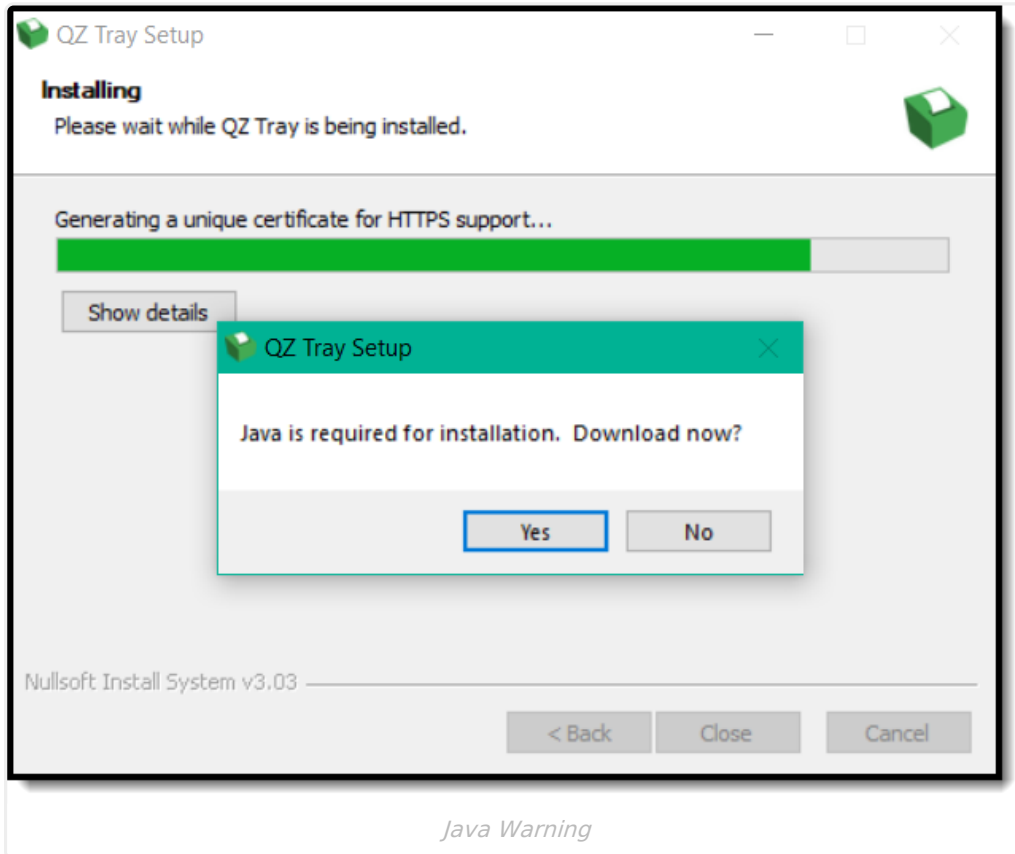 QZ Tray Setup
Installing
Please wait while QZ Tray is being installed.
Generating a unique certificate for HTTPS support...
Show details
QZ Tray Setup
Java is required for installation.  Download now?
Yes No
Nullsoft Install System v3.03
< Back Close Cancel
Java Warning